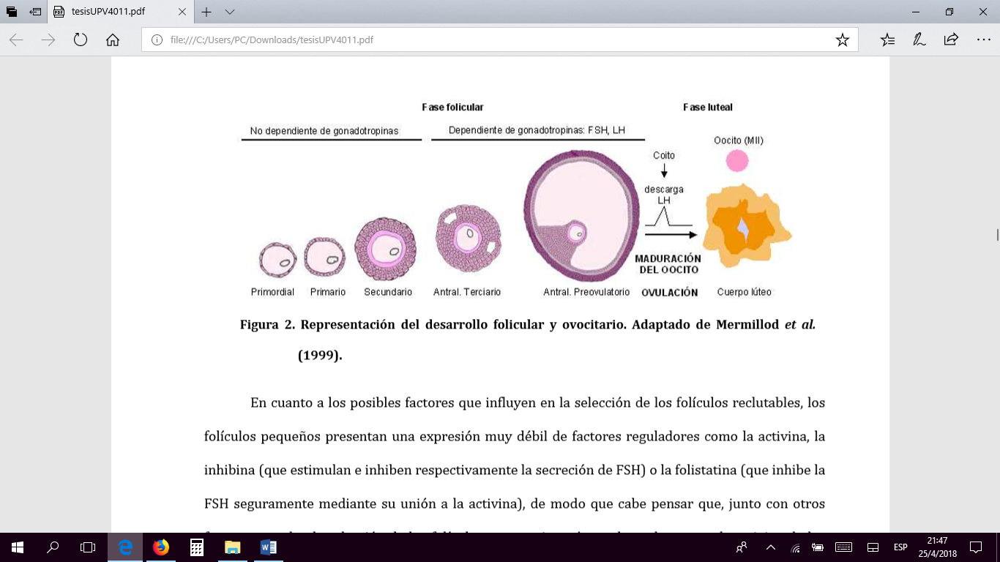 tesisUPV4011.pdf
file:///C:/Users/PC/Downloads/tesisUPV4011.pdf
Fase folicular
Fase luteal
No dependiente de gonadotropinas
Dependiente de gonadotropinas: FSH, LH
Oocito (MII)
Coito
descarga
LH
MADURACIÓN
DEL OOCITO
Primordial
Primario
Secundario
Antral. Terciario
Antral. Preovulatorio
OVULACIÓN
Cuerpo lúteo
Figura 2. Representación del desarrollo folicular y ovocitario. Adaptado de Mermillod et al.
(1999).
En cuanto a los posibles factores que influyen en la selección de los folículos reclutables, los
folículos pequeños presentan una expresión muy débil de factores reguladores como la activina, la
inhibina (que estimulan e inhiben respectivamente la secreción de FSH) o la folistatina (que inhibe la
FSH seguramente mediante su unión a la activina), de modo que cabe pensar que, junto con otros
ESP
21:47
25/4/2018